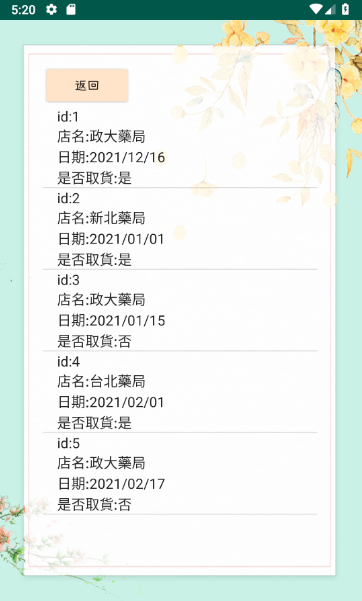 5:20
返回
id:1
店名:政大藥局
日期:2021/12/16
是否取貨:是
id:2
店名:新北藥局
日期:2021/01/01
是否取貨:是
id:3
店名:政大藥局
日期:2021/01/15
是否取貨:否
id:4
店名:台北藥局
日期:2021/02/01
是否取貨:是
id:5
店名:政大藥局
日期:2021/02/17
是否取貨:否